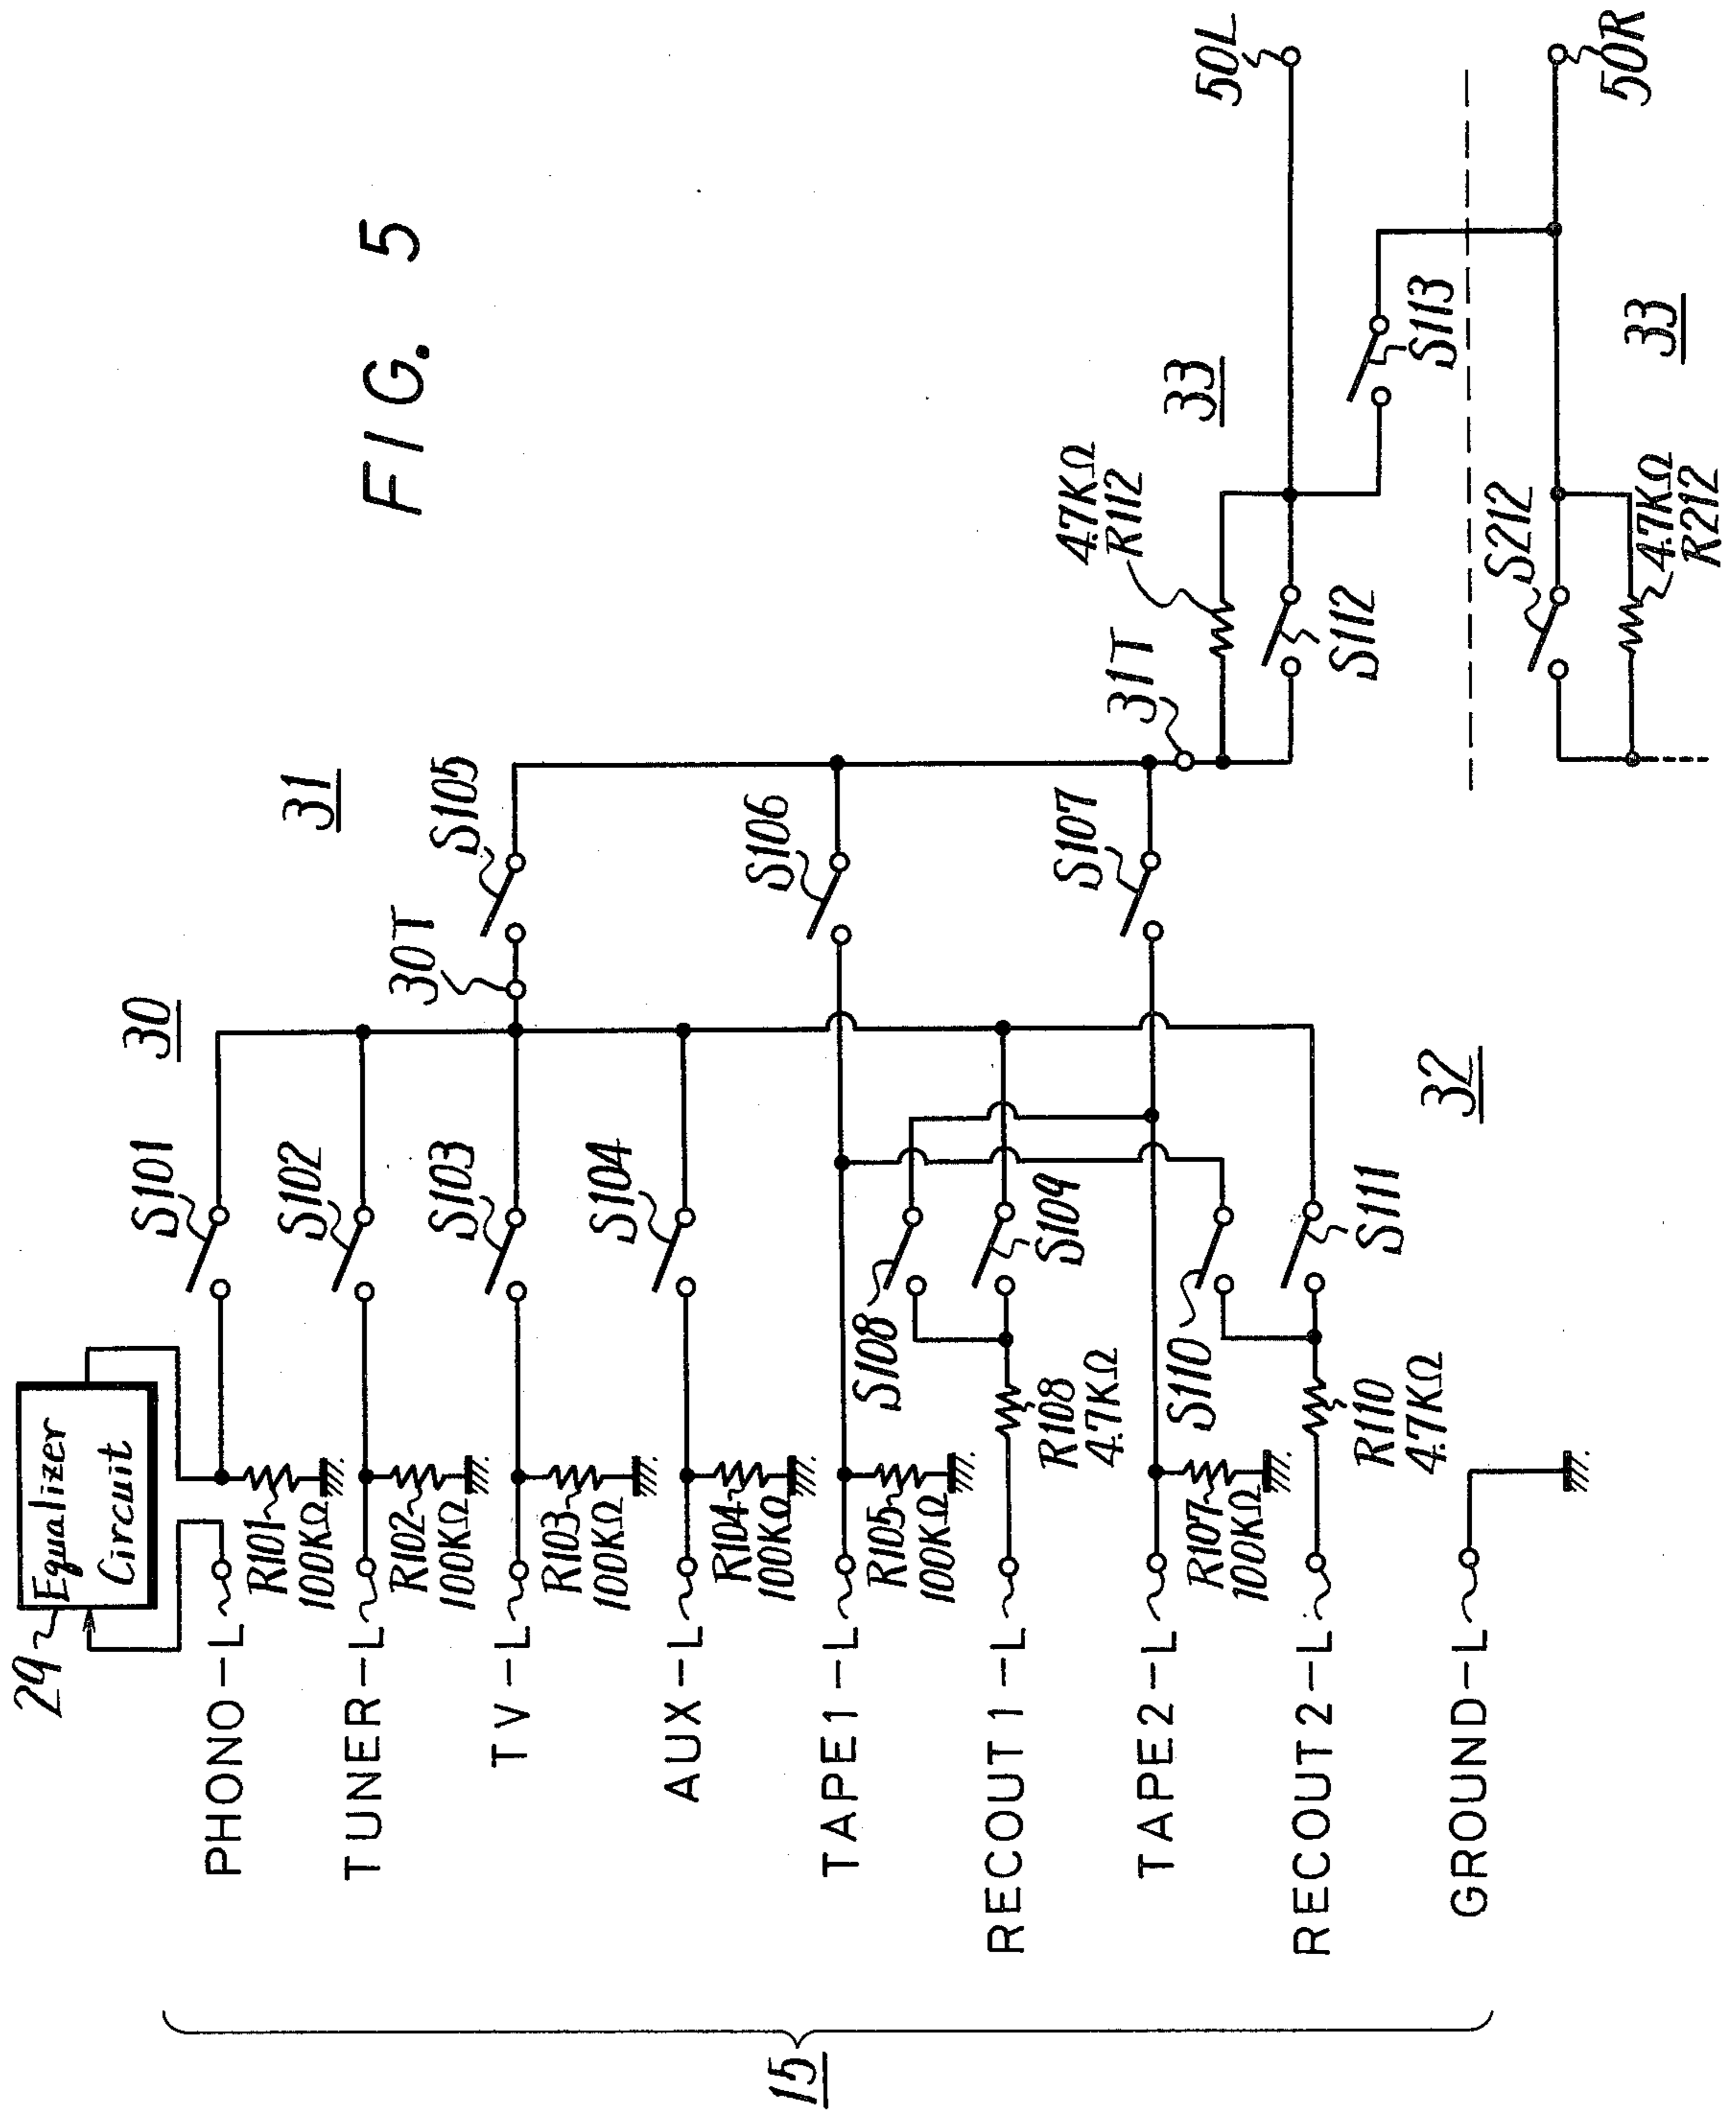 FIG. 5
29
Equalizer
Circuit
30
31
32
33
33
15
PHONO-L
TUNER-L
TV-L
AUX-L
TAPE1-L
RECOUT1-L
TAPE2-L
RECOUT2-L
GROUND-L
R101
100KΩ
R102
100KΩ
R103
100KΩ
R104
100KΩ
R105
100KΩ
R108
4.7KΩ
R107
100KΩ
R110
4.7KΩ
S101
S102
S103
S104
S108
S109
S110
S111
30T
S105
S106
S107
31T
4.7KΩ
R112
S112
S113
50L
S212
4.7KΩ
R212
50R